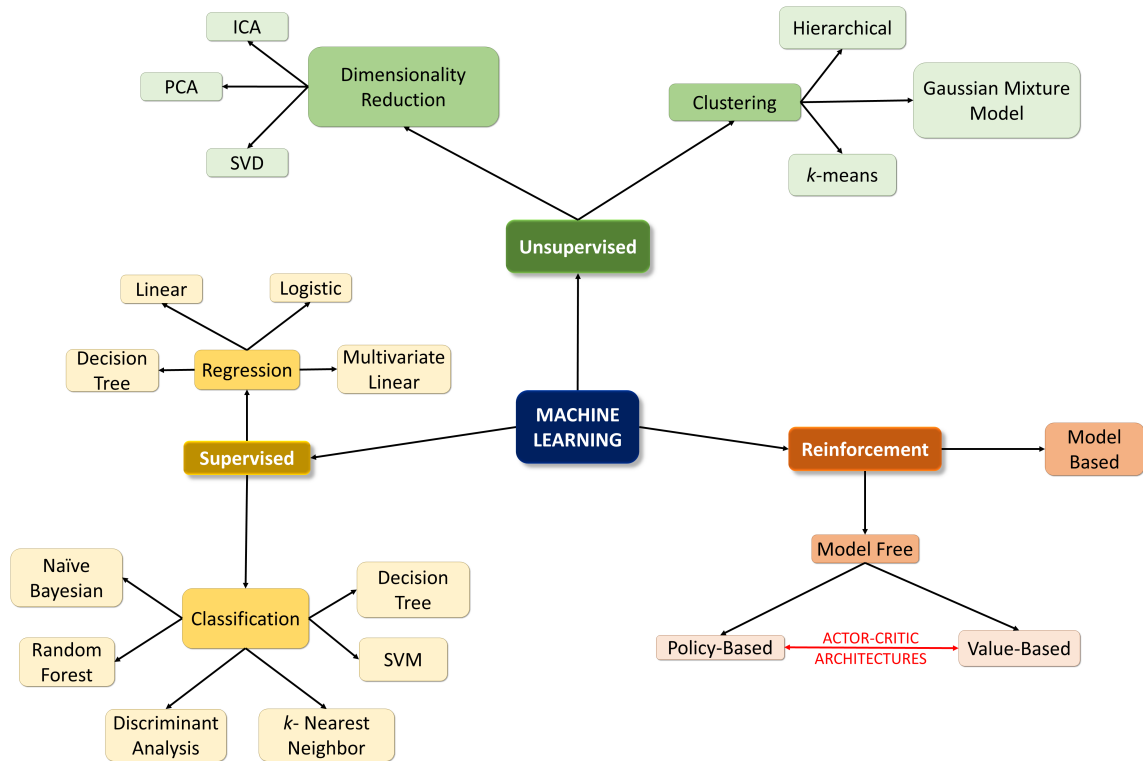 ICA
PCA
SVD
Dimensionality
Reduction
Hierarchical
Clustering
Gaussian Mixture
Model
k-means
Unsupervised
Linear
Logistic
Decision
Tree
Regression
Multivariate
Linear
MACHINE
LEARNING
Supervised
Reinforcement
Model
Based
Model Free
Policy-Based
ACTOR-CRITIC
ARCHITECTURES
Value-Based
Naïve
Bayesian
Classification
Decision
Tree
Random
Forest
SVM
Discriminant
Analysis
k- Nearest
Neighbor